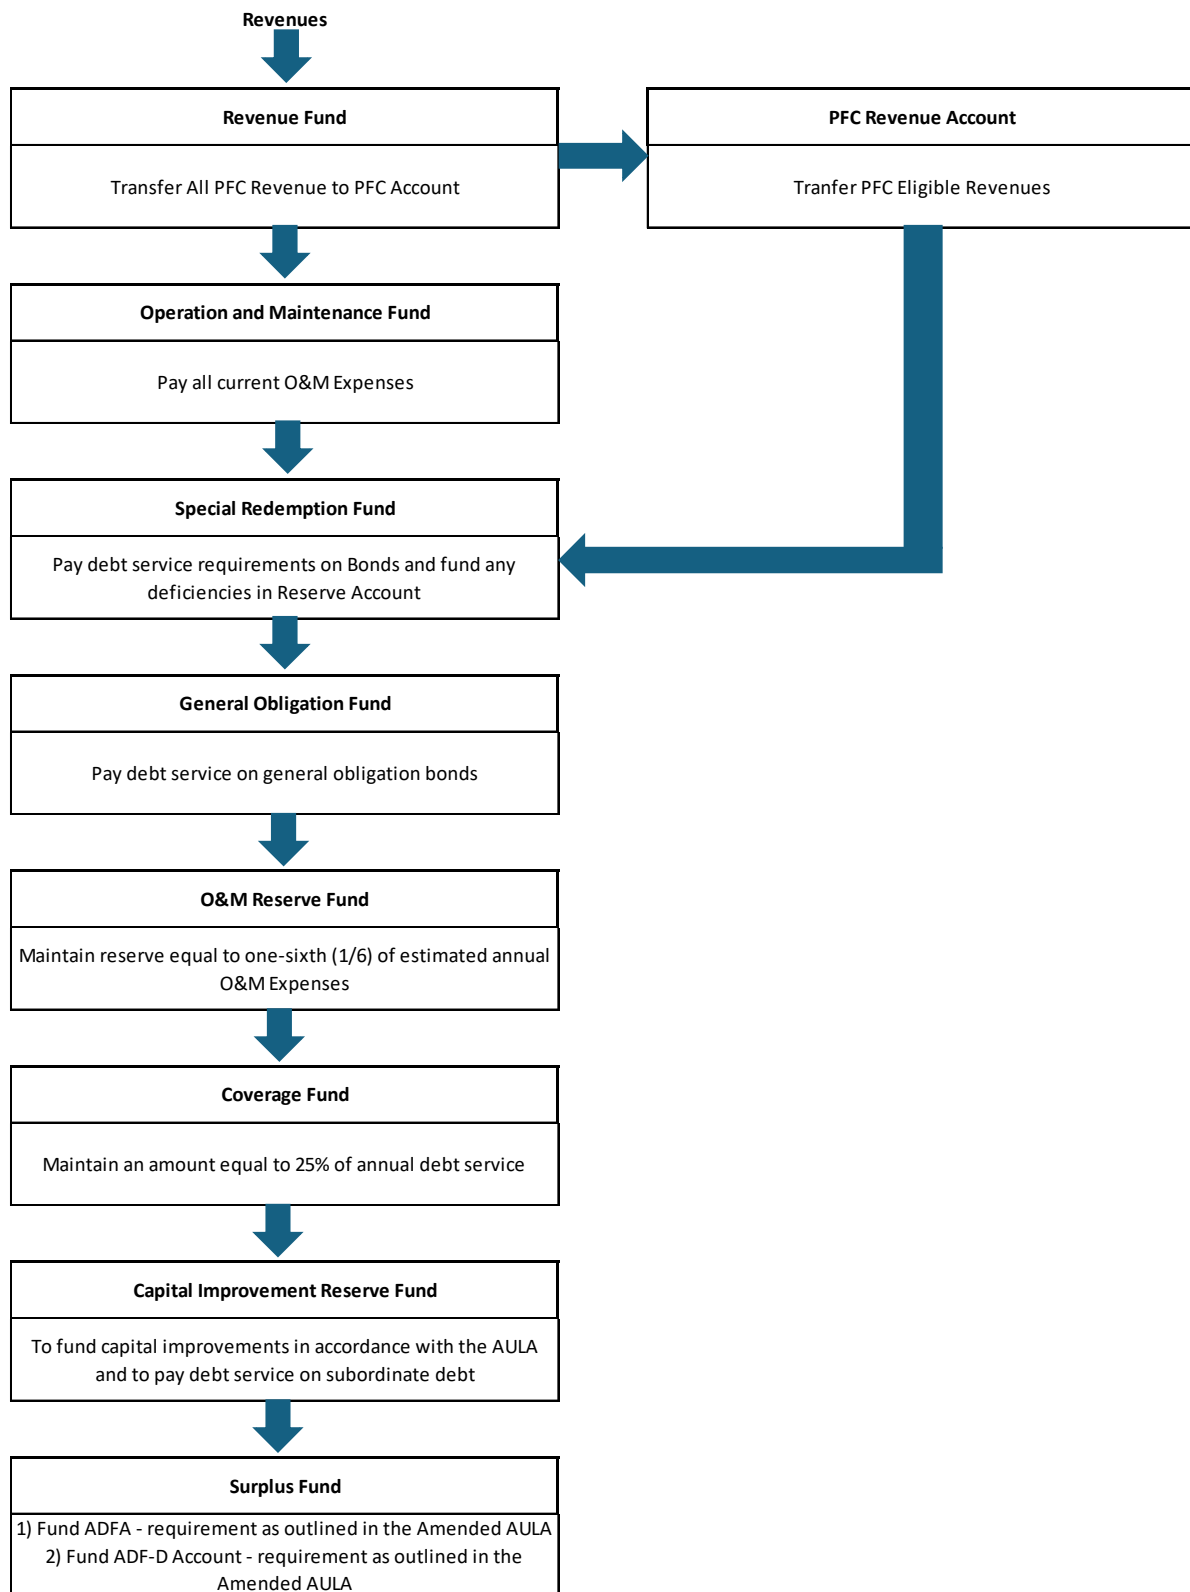 Revenues
Revenue Fund
Transfer All PFC Revenue to PFC Account
PFC Revenue Account
Tranfer PFC Eligible Revenues
Operation and Maintenance Fund
Pay all current O&M Expenses
Special Redemption Fund
Pay debt service requirements on Bonds and fund any
deficiencies in Reserve Account
General Obligation Fund
Pay debt service on general obligation bonds
O&M Reserve Fund
Maintain reserve equal to one-sixth (1/6) of estimated annual
O&M Expenses
Coverage Fund
Maintain an amount equal to 25% of annual debt service
Capital Improvement Reserve Fund
To fund capital improvements in accordance with the AULA
and to pay debt service on subordinate debt
Surplus Fund
1) Fund ADFA - requirement as outlined in the Amended AULA
2) Fund ADF-D Account - requirement as outlined in the
Amended AULA